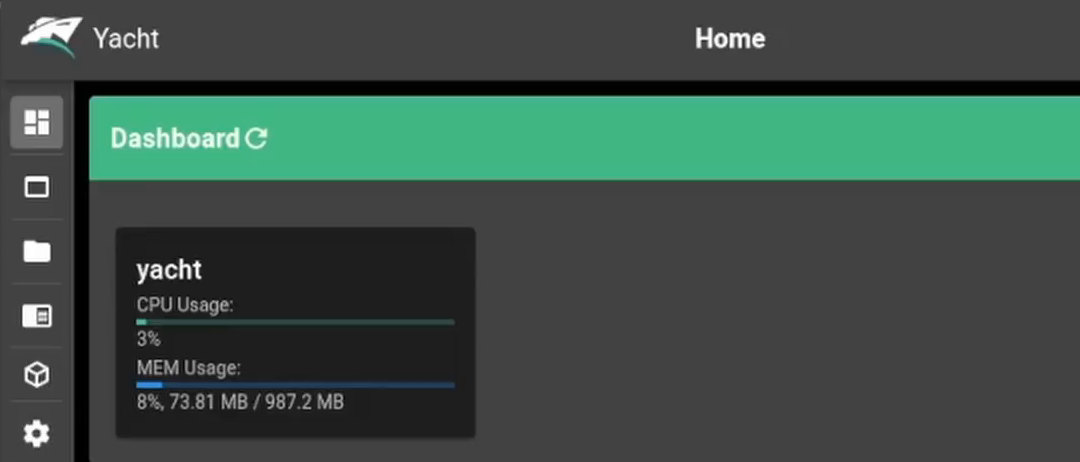 Yacht
Home
Dashboard
yacht
CPU Usage:
3%
MEM Usage:
8%, 73.81 MB / 987.2 MB